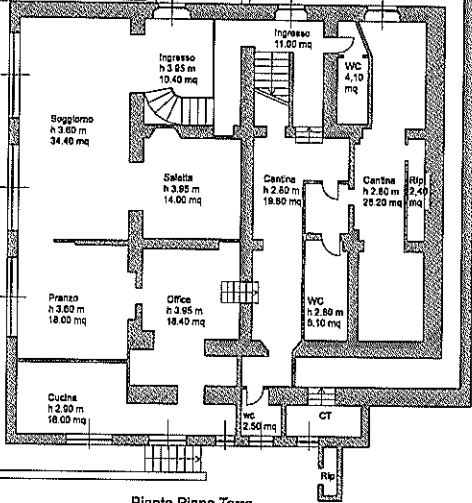 Ingresso
11.00 mq
Ingresso
h 3.95 m
10.40 mq
WC
4,10
mq
Soggiorno
h 3.60 m
34.40 mq
Saletta
h 3.95 m
14.00 mq
Cantina
h 2.80 m
19.80 mq
Cantina
h 2.80 m
26.20 mq
Rip
2,40
mq
Pranzo
h 3.60 m
18.00 mq
Office
h 3.95 m
18.40 mq
WC
h 2.80 m
6,10 mq
Cucina
h 2.90 m
16.00 mq
wc
2.50 mq
CT
Rip
Pianta Piano Terra